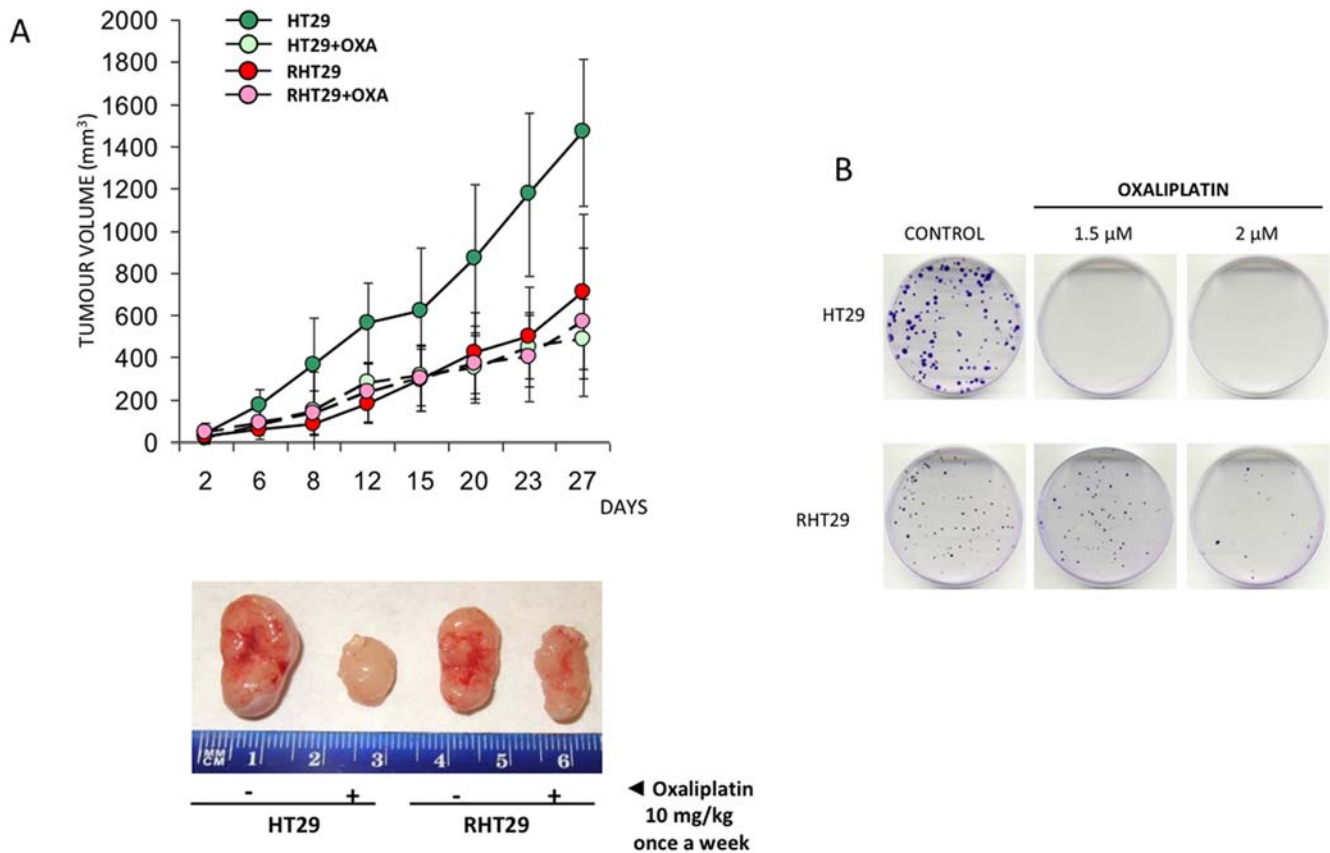 A
HT29
HT29+OXA
RHT29
RHT29+OXA
TUMOUR VOLUME (mm³)
2000
1800
1600
1400
1200
1000
800
600
400
200
0
2 6 8 12 15 20 23 27
DAYS
MM
CM
1 2 3 4 5 6
- + - +
HT29 RHT29
◄ Oxaliplatin
10 mg/kg
once a week
B
OXALIPLATIN
CONTROL 1.5 µM 2 µM
HT29
RHT29